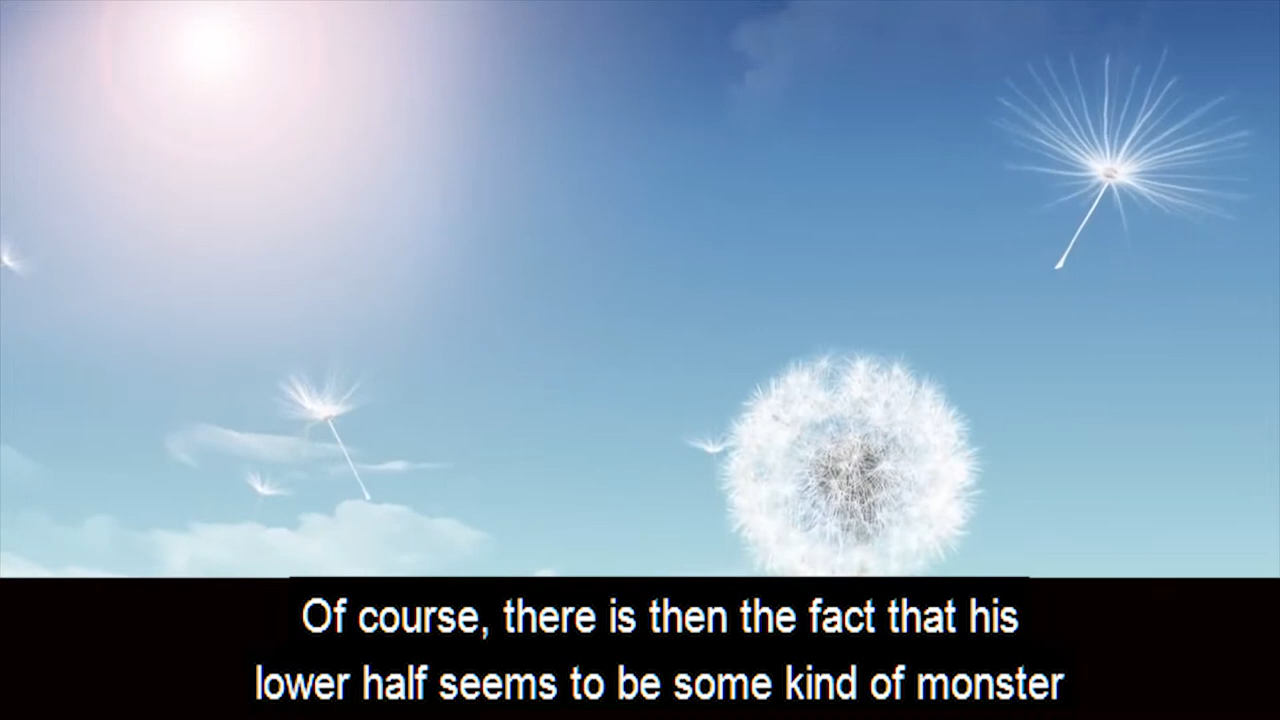 Of course, there is then the fact that his
lower half seems to be some kind of monster